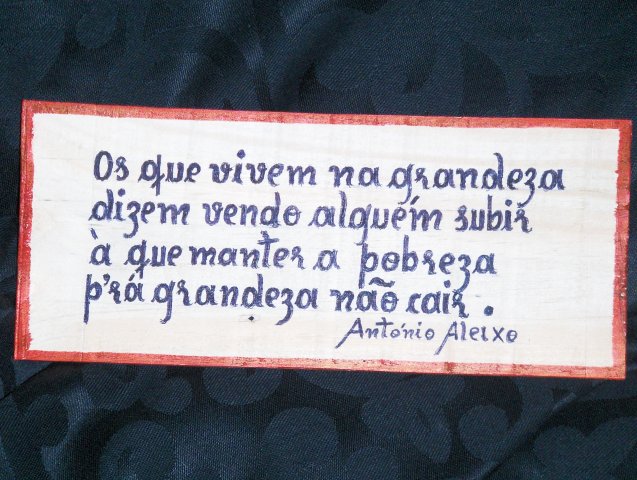 Os que vivem na grandeza
dizem vendo alguém subir
à que manter a pobreza
p'rá grandeza não cair.
António Aleixo